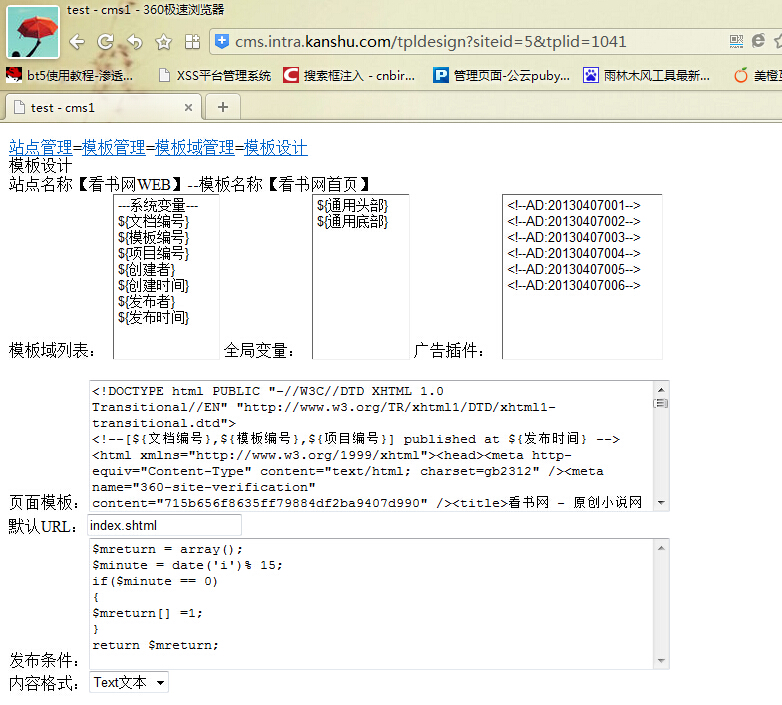 test - cms1 - 360极速浏览器
cms.intra.kanshu.com/tpldesign?siteid=5&tplid=1041
bt5使用教程-渗透... XSS平台管理系统 搜索框注入 - cnbir... 管理页面-公云puby... 雨林木风工具最新... 美橙互
test - cms1
站点管理=模板管理=模板域管理=模板设计
模板设计
站点名称【看书网WEB】--模板名称【看书网首页】
---系统变量---
${文档编号}
${模板编号}
${项目编号}
${创建者}
${创建时间}
${发布者}
${发布时间}
模板域列表：
${通用头部}
${通用底部}
全局变量：
<!--AD:20130407001-->
<!--AD:20130407002-->
<!--AD:20130407003-->
<!--AD:20130407004-->
<!--AD:20130407005-->
<!--AD:20130407006-->
广告插件：
<!DOCTYPE html PUBLIC "-//W3C//DTD XHTML 1.0
Transitional//EN" "http://www.w3.org/TR/xhtml1/DTD/xhtml1-
transitional.dtd">
<!--[${文档编号},${模板编号},${项目编号}] published at ${发布时间} -->
<html xmlns="http://www.w3.org/1999/xhtml"><head><meta http-
equiv="Content-Type" content="text/html; charset=gb2312" /><meta
name="360-site-verification"
content="715b656f8635ff79884df2ba9407d990" /><title>看书网 - 原创小说网
页面模板：
默认URL： index.shtml
$mreturn = array();
$minute = date('i')% 15;
if($minute == 0)
{
$mreturn[] =1;
}
return $mreturn;
发布条件：
内容格式： Text文本